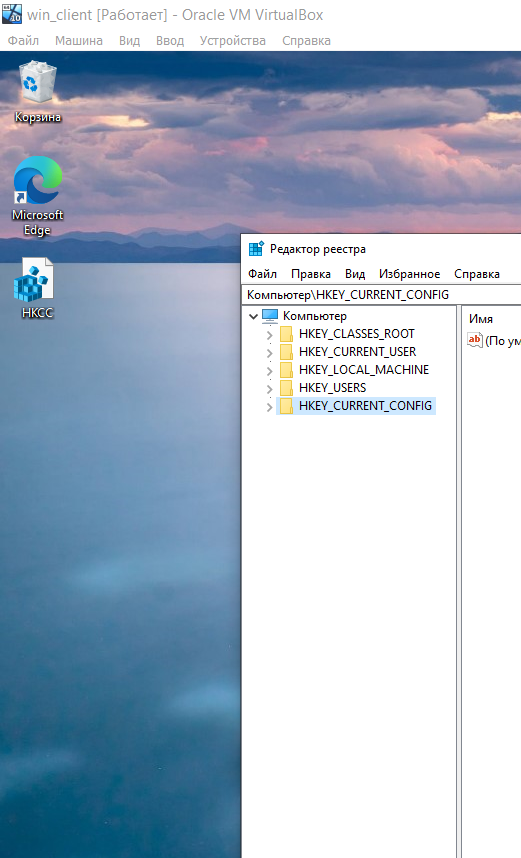 win_client [Работает] - Oracle VM VirtualBox
Файл Машина Вид Ввод Устройства Справка
Корзина
Microsoft
Edge
HKCC
Редактор реестра
Файл Правка Вид Избранное Справка
Компьютер\HKEY_CURRENT_CONFIG
Компьютер
HKEY_CLASSES_ROOT
HKEY_CURRENT_USER
HKEY_LOCAL_MACHINE
HKEY_USERS
HKEY_CURRENT_CONFIG
Имя
ab (По ум